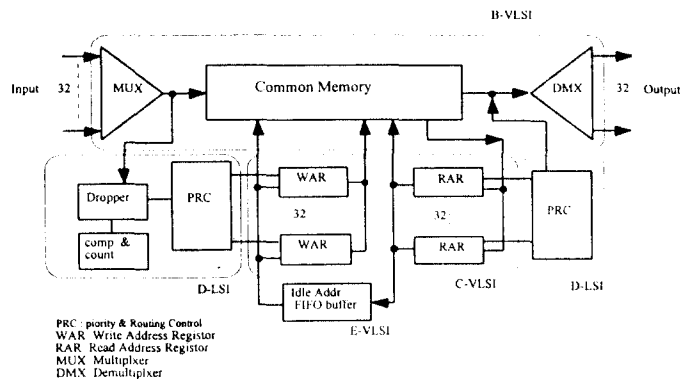 B-VLSI
Input 32 MUX Common Memory DMX 32 Output
Dropper
PRC
WAR
32
RAR
32
PRC
comp &
count
WAR
RAR
D-LSI
Idle Addr
FIFO buffer
C-VLSI
D-LSI
E-VLSI
PRC : piority & Routing Control
WAR Write Address Registor
RAR Read Address Registor
MUX Multiplxer
DMX Demultiplxer